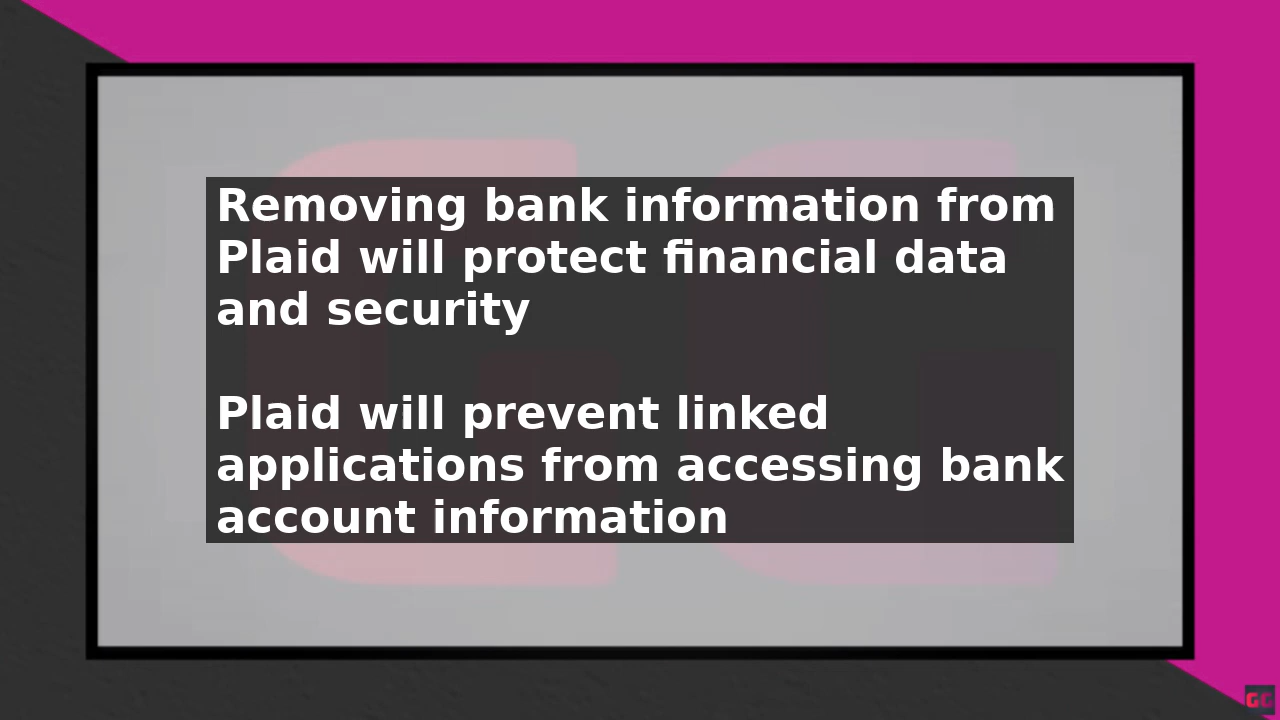 Removing bank information from
Plaid will protect financial data
and security
Plaid will prevent linked
applications from accessing bank
account information
GC